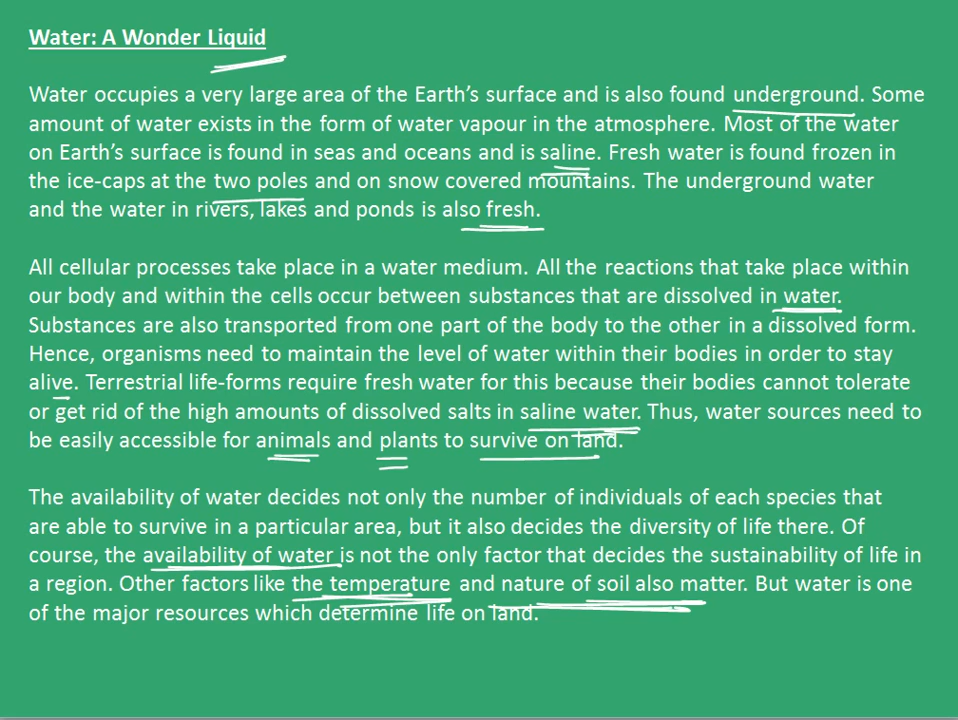 Water: A Wonder Liquid
Water occupies a very large area of the Earth's surface and is also found underground. Some
amount of water exists in the form of water vapour in the atmosphere. Most of the water
on Earth's surface is found in seas and oceans and is saline. Fresh water is found frozen in
the ice-caps at the two poles and on snow covered mountains. The underground water
and the water in rivers, lakes and ponds is also fresh.
All cellular processes take place in a water medium. All the reactions that take place within
our body and within the cells occur between substances that are dissolved in water.
Substances are also transported from one part of the body to the other in a dissolved form.
Hence, organisms need to maintain the level of water within their bodies in order to stay
alive. Terrestrial life-forms require fresh water for this because their bodies cannot tolerate
or get rid of the high amounts of dissolved salts in saline water. Thus, water sources need to
be easily accessible for animals and plants to survive on land.
The availability of water decides not only the number of individuals of each species that
are able to survive in a particular area, but it also decides the diversity of life there. Of
course, the availability of water is not the only factor that decides the sustainability of life in
a region. Other factors like the temperature and nature of soil also matter. But water is one
of the major resources which determine life on land.